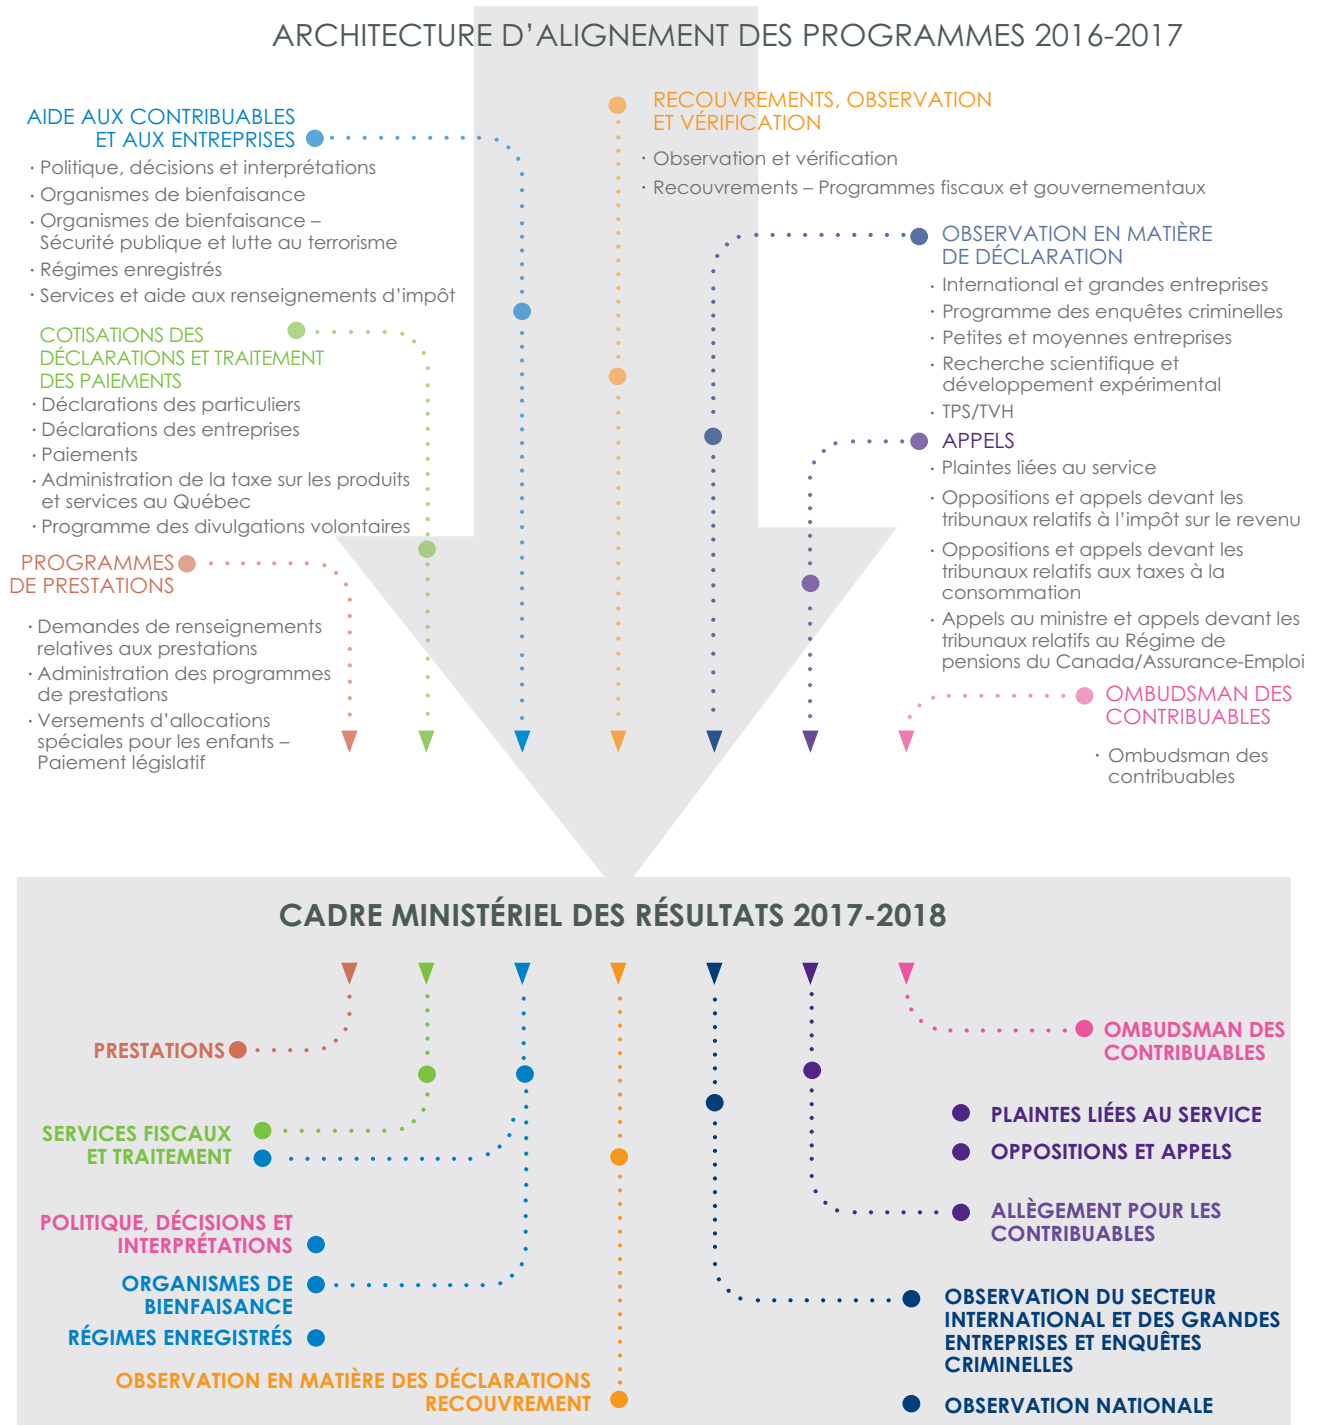 ARCHITECTURE D’ALIGNEMENT DES PROGRAMMES 2016-2017
AIDE AUX CONTRIBUABLES
ET AUX ENTREPRISES
· Politique, décisions et interprétations
· Organismes de bienfaisance
· Organismes de bienfaisance –
Sécurité publique et lutte au terrorisme
· Régimes enregistrés
· Services et aide aux renseignements d’impôt
COTISATIONS DES
DÉCLARATIONS ET TRAITEMENT
DES PAIEMENTS
· Déclarations des particuliers
· Déclarations des entreprises
· Paiements
· Administration de la taxe sur les produits
et services au Québec
· Programme des divulgations volontaires
PROGRAMMES
DE PRESTATIONS
· Demandes de renseignements
relatives aux prestations
· Administration des programmes
de prestations
· Versements d’allocations
spéciales pour les enfants –
Paiement législatif
RECOUVREMENTS, OBSERVATION
ET VÉRIFICATION
· Observation et vérification
· Recouvrements – Programmes fiscaux et gouvernementaux
OBSERVATION EN MATIÈRE
DE DÉCLARATION
· International et grandes entreprises
· Programme des enquêtes criminelles
· Petites et moyennes entreprises
· Recherche scientifique et
développement expérimental
· TPS/TVH
APPELS
· Plaintes liées au service
· Oppositions et appels devant les
tribunaux relatifs à l’impôt sur le revenu
· Oppositions et appels devant les
tribunaux relatifs aux taxes à la
consommation
· Appels au ministre et appels devant les
tribunaux relatifs au Régime de
pensions du Canada/Assurance-Emploi
OMBUDSMAN DES
CONTRIBUABLES
· Ombudsman des
contribuables
CADRE MINISTÉRIEL DES RÉSULTATS 2017-2018
PRESTATIONS
SERVICES FISCAUX
ET TRAITEMENT
POLITIQUE, DÉCISIONS ET
INTERPRÉTATIONS
ORGANISMES DE
BIENFAISANCE
RÉGIMES ENREGISTRÉS
OBSERVATION EN MATIÈRE DES DÉCLARATIONS
RECOUVREMENT
OMBUDSMAN DES
CONTRIBUABLES
PLAINTES LIÉES AU SERVICE
OPPOSITIONS ET APPELS
ALLÈGEMENT POUR LES
CONTRIBUABLES
OBSERVATION DU SECTEUR
INTERNATIONAL ET DES GRANDES
ENTREPRISES ET ENQUÊTES
CRIMINELLES
OBSERVATION NATIONALE